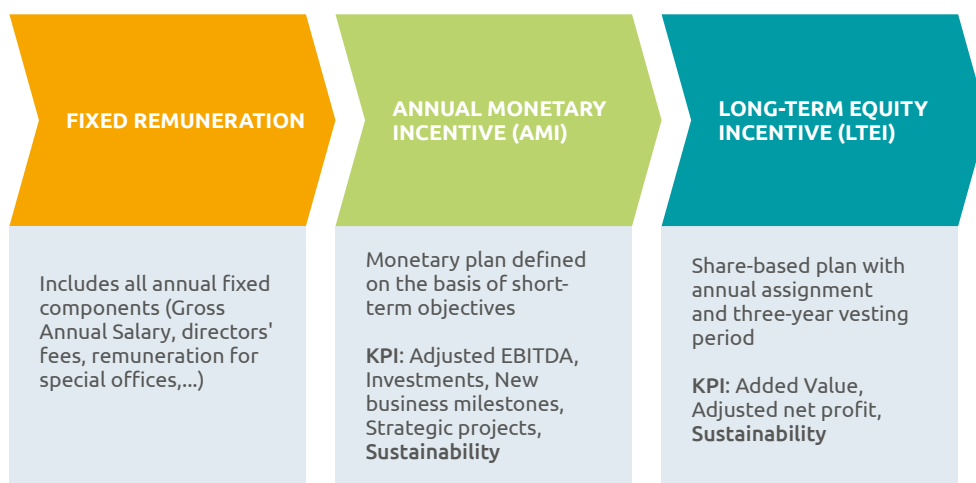 FIXED REMUNERATION
Includes all annual fixed
components (Gross
Annual Salary, directors'
fees, remuneration for
special offices,...)
ANNUAL MONETARY
INCENTIVE (AMI)
Monetary plan defined
on the basis of short-
term objectives
KPI: Adjusted EBITDA,
Investments, New
business milestones,
Strategic projects,
Sustainability
LONG-TERM EQUITY
INCENTIVE (LTEI)
Share-based plan with
annual assignment
and three-year vesting
period
KPI: Added Value,
Adjusted net profit,
Sustainability